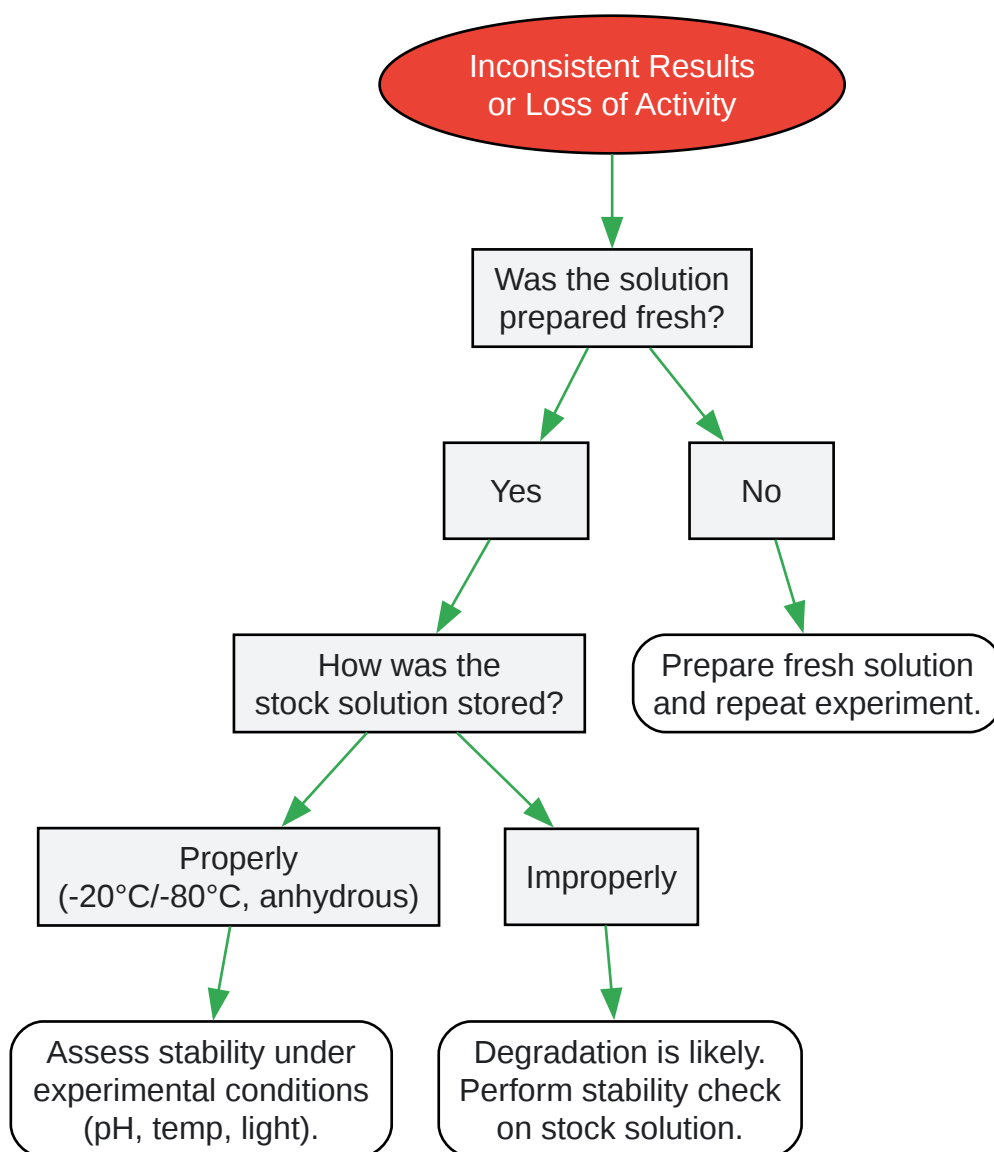 Inconsistent Results
or Loss of Activity
Was the solution
prepared fresh?
Yes
No
How was the
stock solution stored?
Prepare fresh solution
and repeat experiment.
Properly
(-20°C/-80°C, anhydrous)
Improperly
Assess stability under
experimental conditions
(pH, temp, light).
Degradation is likely.
Perform stability check
on stock solution.